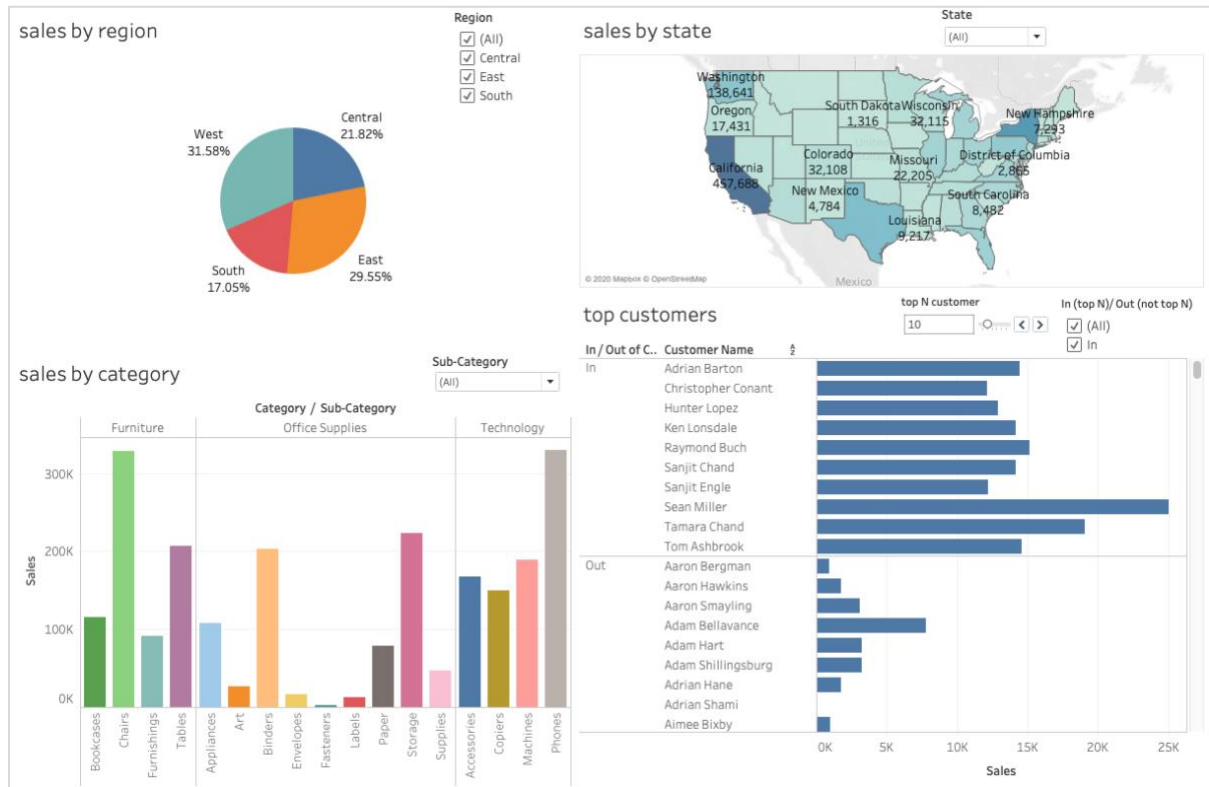 sales by region
Region
(All)
Central
East
South
Central
21.82%
West
31.58%
South
17.05%
East
29.55%
sales by state
State
(All)
Washington
138,641
Oregon
17,431
South Dakota
1,316
Wisconsin
32,115
New Hampshire
7,293
California
457,688
Colorado
32,108
Missouri
22,205
District of Columbia
2,865
New Mexico
4,784
South Carolina
8,482
Louisiana
9,217
Mexico
© 2020 Mapbox © OpenStreetMap
sales by category
Sub-Category
(All)
Category / Sub-Category
Furniture
Office Supplies
Technology
300K
200K
100K
0K
Sales
Bookcases
Chairs
Furnishings
Tables
Appliances
Art
Binders
Envelopes
Fasteners
Labels
Paper
Storage
Supplies
Accessories
Copiers
Machines
Phones
top customers
top N customer
10
In (top N)/ Out (not top N)
(All)
In
In / Out of C.. Customer Name
In
Adrian Barton
Christopher Conant
Hunter Lopez
Ken Lonsdale
Raymond Buch
Sanjit Chand
Sanjit Engle
Sean Miller
Tamara Chand
Tom Ashbrook
Out
Aaron Bergman
Aaron Hawkins
Aaron Smayling
Adam Bellavance
Adam Hart
Adam Shillingsburg
Adrian Hane
Adrian Shami
Aimee Bixby
0K 5K 10K 15K 20K 25K
Sales